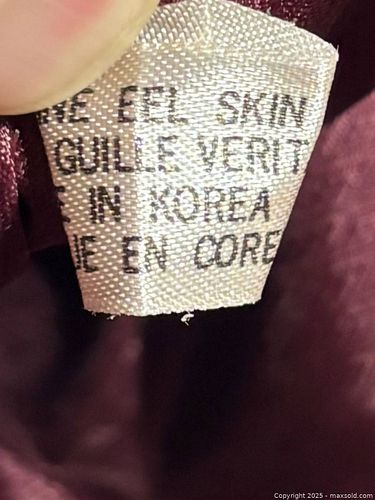 NE EEL SKIN
GUILLE VERIT
E IN KOREA
UE EN CORE
Copyright 2025 - maxsold.com